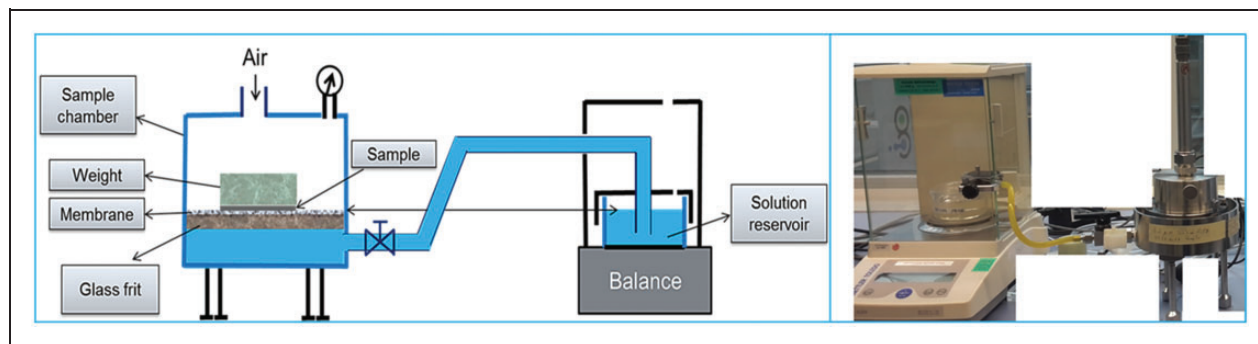 Air
Sample
chamber
Sample
Weight
Membrane
Glass frit
Solution
reservoir
Balance